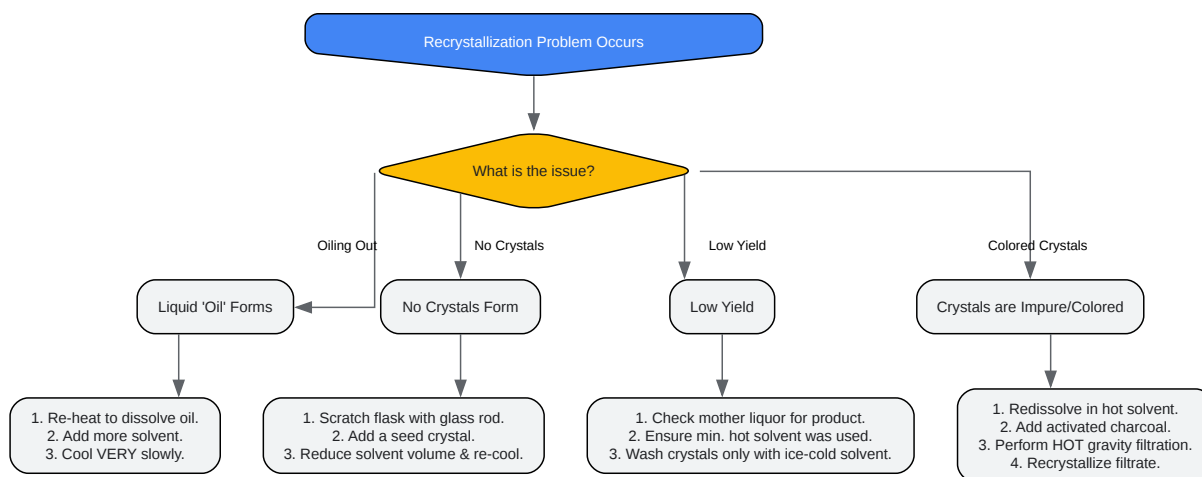 Recrystallization Problem Occurs
What is the issue?
Oiling Out
No Crystals
Low Yield
Colored Crystals
Liquid 'Oil' Forms
No Crystals Form
Low Yield
Crystals are Impure/Colored
1. Re-heat to dissolve oil.
2. Add more solvent.
3. Cool VERY slowly.
1. Scratch flask with glass rod.
2. Add a seed crystal.
3. Reduce solvent volume & re-cool.
1. Check mother liquor for product.
2. Ensure min. hot solvent was used.
3. Wash crystals only with ice-cold solvent.
1. Redissolve in hot solvent.
2. Add activated charcoal.
3. Perform HOT gravity filtration.
4. Recrystallize filtrate.